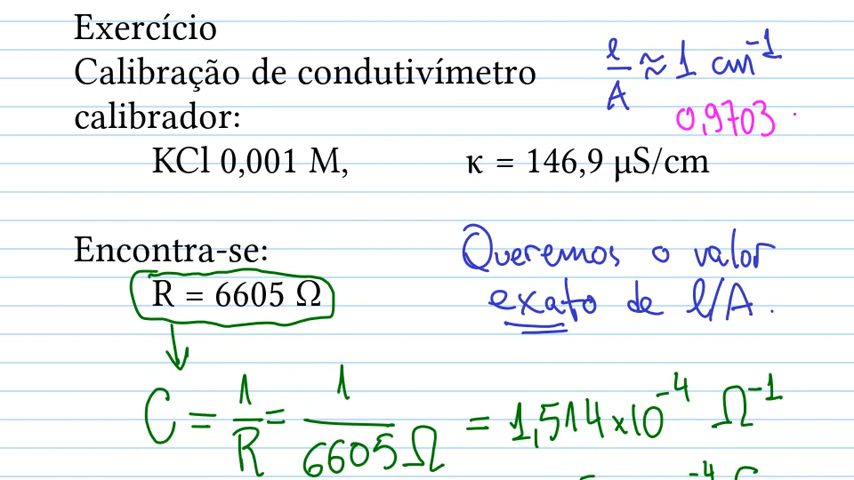 Exercício
Calibração de condutivímetro
calibrador:
l/A ≈ 1 cm⁻¹
0,9703
KCl 0,001 M, κ = 146,9 µS/cm
Encontra-se:
R = 6605 Ω
Queremos o valor
exato de l/A.
C = 1/R = 1/6605 Ω = 1,514×10⁻⁴ Ω⁻¹